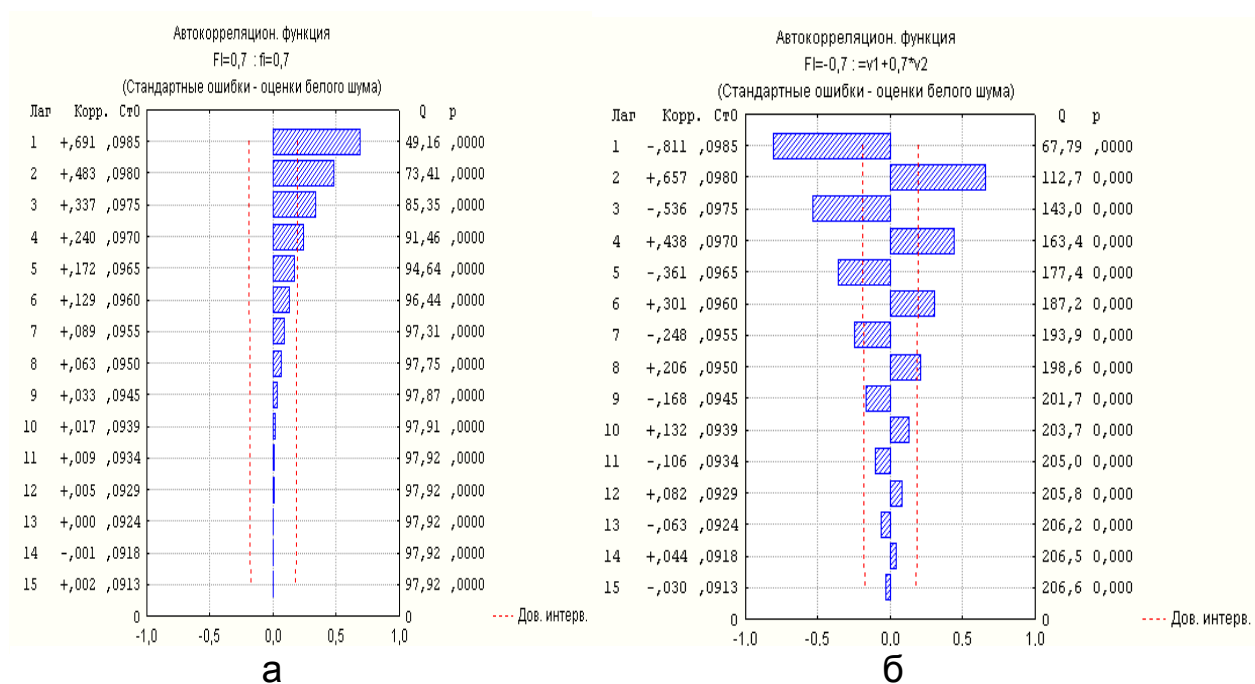 Автокорреляцион. функция
FI=0,7 : fi=0,7
(Стандартные ошибки - оценки белого шума)
Лаг Корр. Ст0 Q p
1 +,691 ,0985 49,16 ,0000
2 +,483 ,0980 73,41 ,0000
3 +,337 ,0975 85,35 ,0000
4 +,240 ,0970 91,46 ,0000
5 +,172 ,0965 94,64 ,0000
6 +,129 ,0960 96,44 ,0000
7 +,089 ,0955 97,31 ,0000
8 +,063 ,0950 97,75 ,0000
9 +,033 ,0945 97,87 ,0000
10 +,017 ,0939 97,91 ,0000
11 +,009 ,0934 97,92 ,0000
12 +,005 ,0929 97,92 ,0000
13 +,000 ,0924 97,92 ,0000
14 -,001 ,0918 97,92 ,0000
15 +,002 ,0913 97,92 ,0000
0 0
Дов. интерв.
-1,0 -0,5 0,0 0,5 1,0
а
Автокорреляцион. функция
FI=-0,7 : =v1+0,7*v2
(Стандартные ошибки - оценки белого шума)
Лаг Корр. Ст0 Q p
1 -,811 ,0985 67,79 ,0000
2 +,657 ,0980 112,7 0,000
3 -,536 ,0975 143,0 0,000
4 +,438 ,0970 163,4 0,000
5 -,361 ,0965 177,4 0,000
6 +,301 ,0960 187,2 0,000
7 -,248 ,0955 193,9 0,000
8 +,206 ,0950 198,6 0,000
9 -,168 ,0945 201,7 0,000
10 +,132 ,0939 203,7 0,000
11 -,106 ,0934 205,0 0,000
12 +,082 ,0929 205,8 0,000
13 -,063 ,0924 206,2 0,000
14 +,044 ,0918 206,5 0,000
15 -,030 ,0913 206,6 0,000
0 0
Дов. интерв.
-1,0 -0,5 0,0 0,5 1,0
б